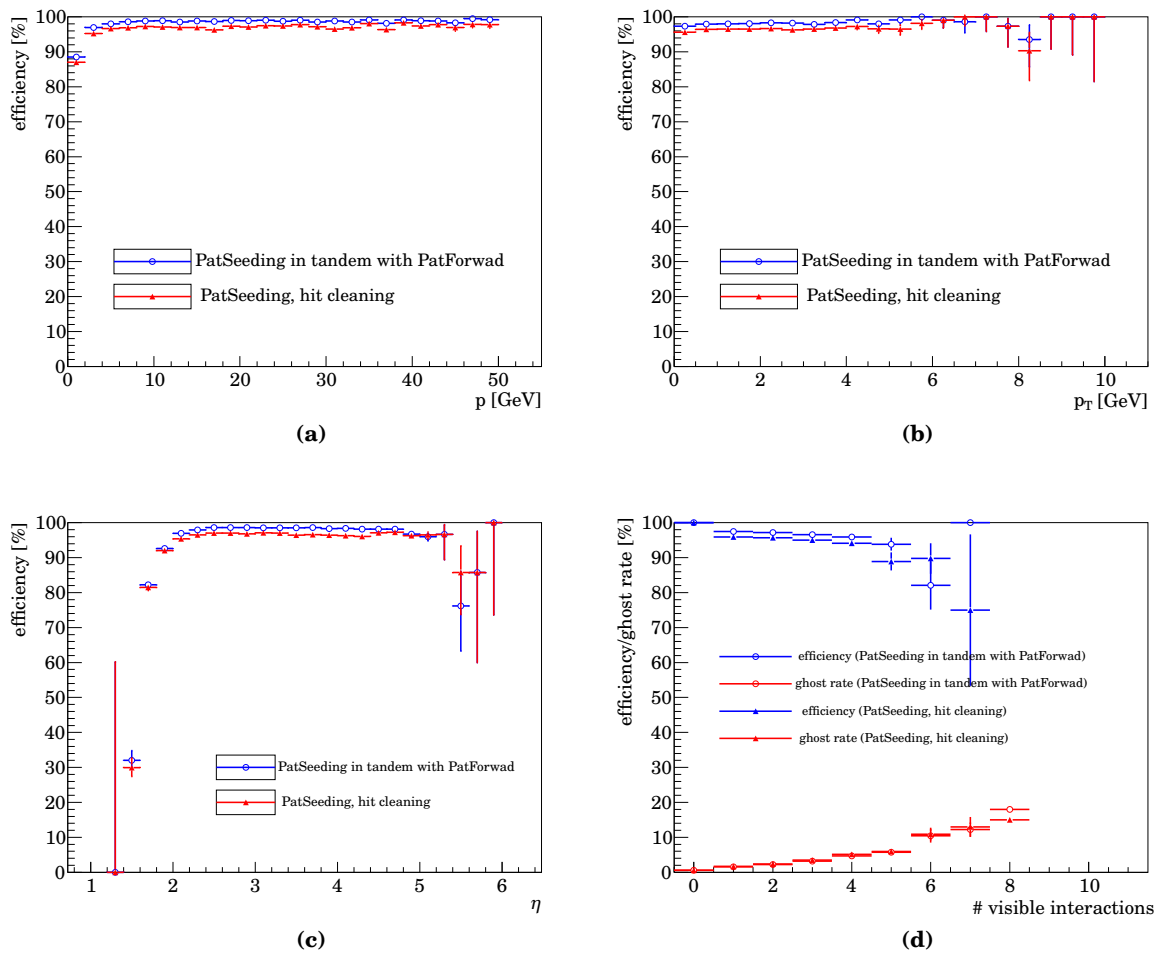 efficiency [%]
100
90
80
70
60
50
40
30
20
10
0
PatSeeding in tandem with PatForwad
PatSeeding, hit cleaning
0 10 20 30 40 50
p [GeV]
(a)
efficiency [%]
100
90
80
70
60
50
40
30
20
10
0
PatSeeding in tandem with PatForwad
PatSeeding, hit cleaning
0 2 4 6 8 10
p_T [GeV]
(b)
efficiency [%]
100
90
80
70
60
50
40
30
20
10
0
PatSeeding in tandem with PatForwad
PatSeeding, hit cleaning
1 2 3 4 5 6
η
(c)
efficiency/ghost rate [%]
100
90
80
70
60
50
40
30
20
10
0
efficiency (PatSeeding in tandem with PatForwad)
ghost rate (PatSeeding in tandem with PatForwad)
efficiency (PatSeeding, hit cleaning)
ghost rate (PatSeeding, hit cleaning)
0 2 4 6 8 10
# visible interactions
(d)